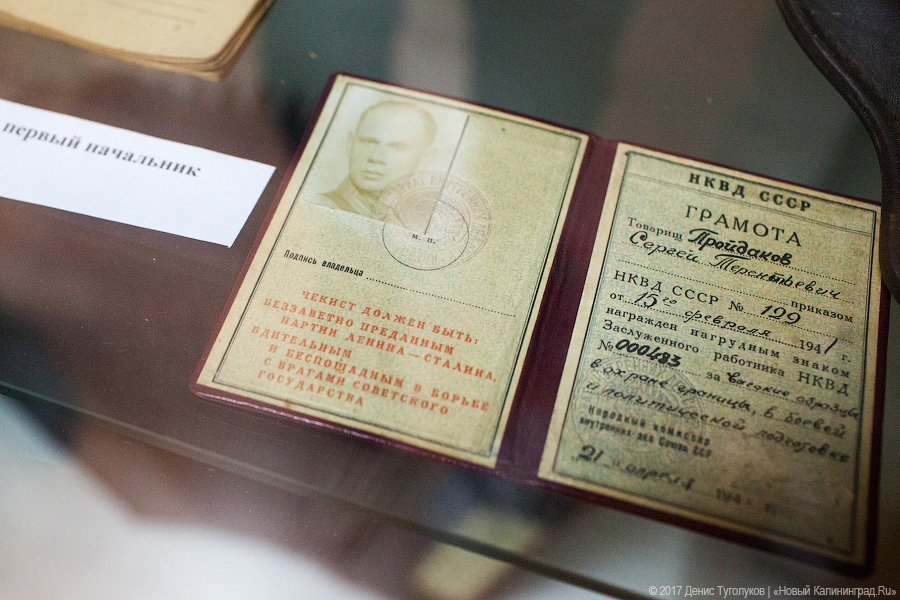 первый начальник
М. П.
Подпись владельца
ЧЕКИСТ ДОЛЖЕН БЫТЬ:
БЕЗЗАВЕТНО ПРЕДАННЫМ
ПАРТИИ ЛЕНИНА—СТАЛИНА,
БДИТЕЛЬНЫМ
И БЕСПОЩАДНЫМ В БОРЬБЕ
С ВРАГАМИ СОВЕТСКОГО
ГОСУДАРСТВА
НКВД СССР
ГРАМОТА
Товарищ Пройдаков
Сергей Терентьевич
приказом
НКВД СССР № 199
от 15го февраля 1941 г.
награжден нагрудным знаком
Заслуженного работника НКВД
№ 000483 за высокие образцы
в охране границы, в боевой
и политической подготовке
Народный комиссар
внутренних дел Союза ССР
"21" апреля 194 г.
© 2017 Денис Туголуков | «Новый Калининград.Ru»